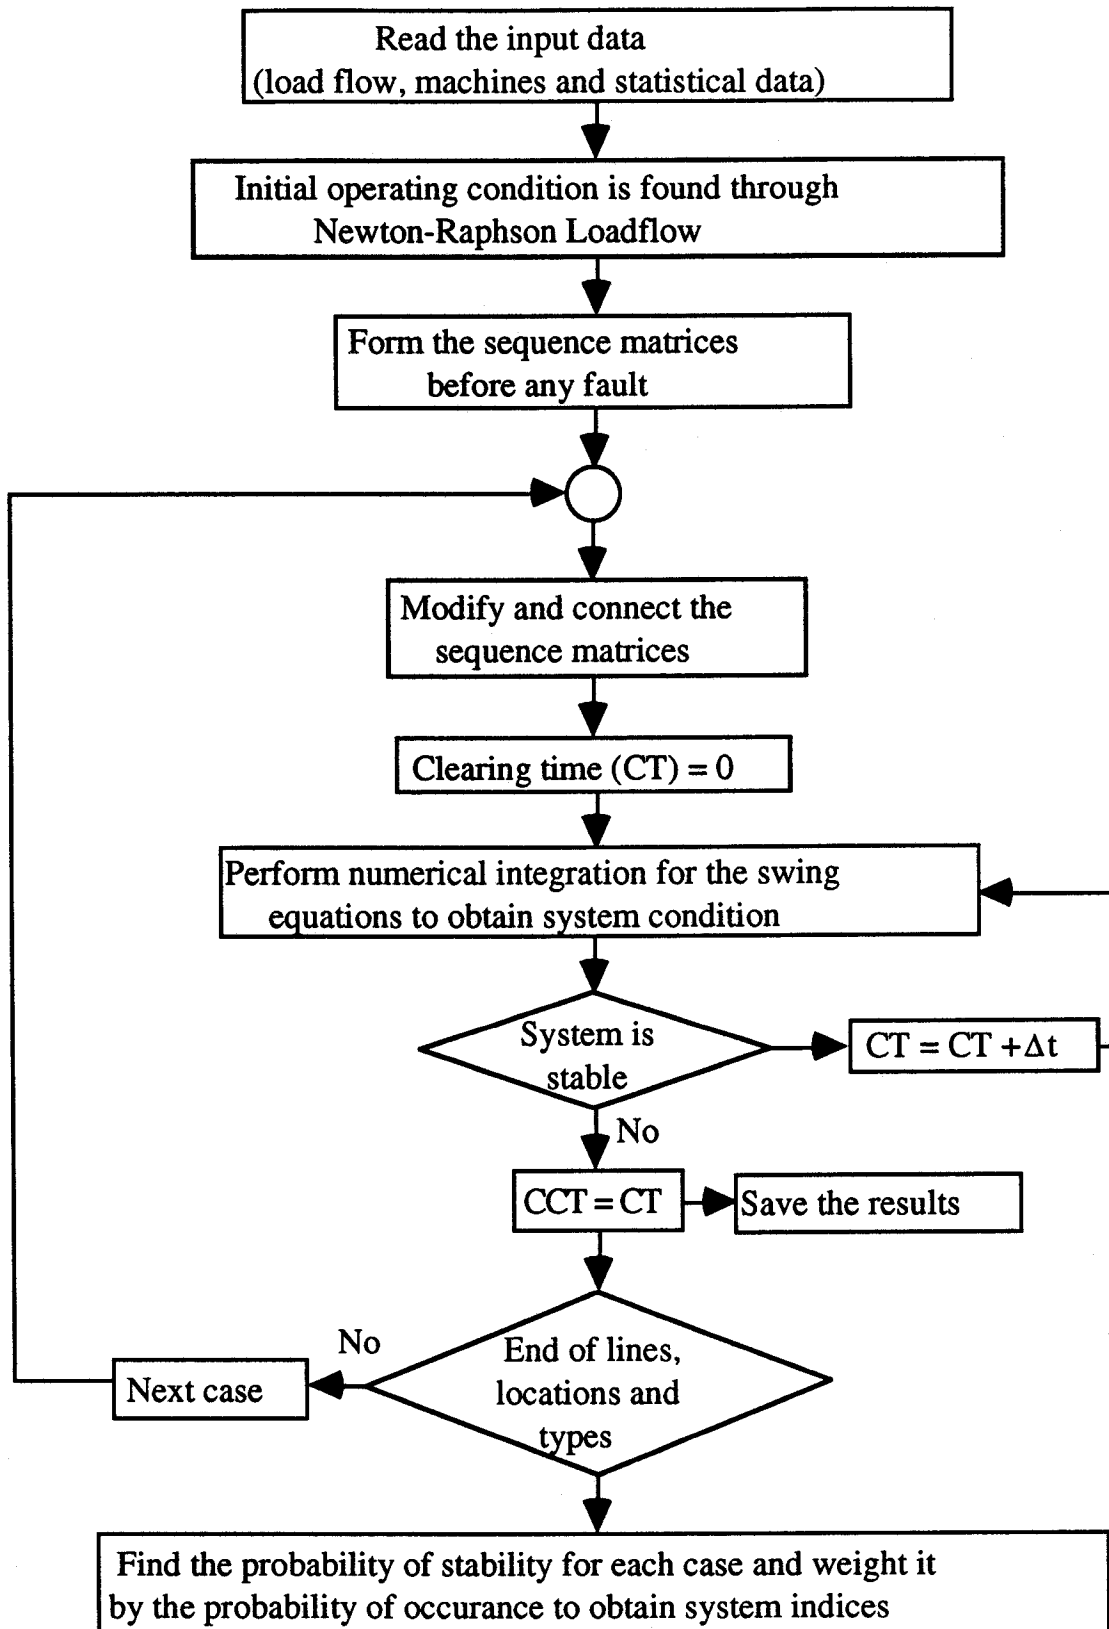 Read the input data
(load flow, machines and statistical data)
Initial operating condition is found through
Newton-Raphson Loadflow
Form the sequence matrices
before any fault
Modify and connect the
sequence matrices
Clearing time (CT) = 0
Perform numerical integration for the swing
equations to obtain system condition
System is
stable
CT = CT +Δt
No
CCT = CT
Save the results
No
End of lines,
locations and
types
Next case
Find the probability of stability for each case and weight it
by the probability of occurance to obtain system indices